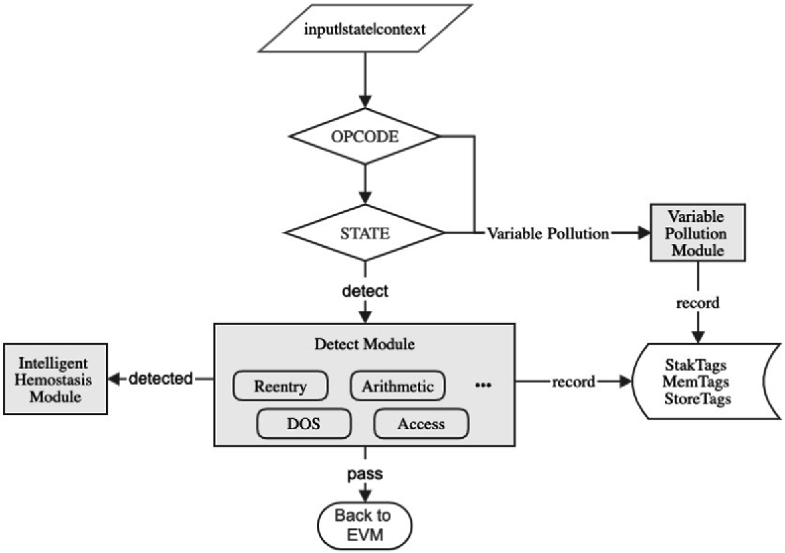 input|state|context
OPCODE
STATE
Variable Pollution
Variable
Pollution
Module
detect
record
Detect Module
Reentry
Arithmetic
...
DOS
Access
Intelligent
Hemostasis
Module
detected
record
StakTags
MemTags
StoreTags
pass
Back to
EVM